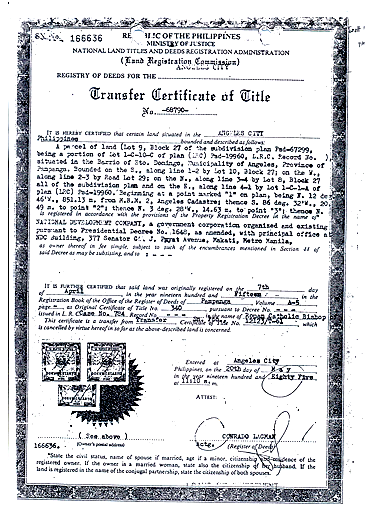 166636 REPUBLIC OF THE PHILIPPINES
MINISTRY OF JUSTICE
NATIONAL LAND TITLES AND DEEDS REGISTRATION ADMINISTRATION
(Land Registration Commission)
ANGELES CITY
REGISTRY OF DEEDS FOR THE
Transfer Certificate of Title
No. -68790-
IT IS HEREBY CERTIFIED that certain land situated in the ANGELES CITY
Philippines bounded and described as follows:
A parcel of land (Lot 9, Block 27 of the subdivision plan Psd-67299,
being a portion of Lot 1-C-10-C of plan (LRC) Psd-19960, L.R.C. Record No. ),
situated in the Barrio of Sto. Domingo, Municipality of Angeles, Province of
Pampanga. Bounded on the E., along line 1-2 by Lot 10, Block 27; on the W.,
along line 2-3 by Road Lot 29; on the N., along line 3-4 by Lot 8, Block 27
all of the subdivision plan and on the, along line 4-1 by Lot 1-C-1-A of
plan (LRC) Psd-19960. Beginning at a point marked "1" on plan, being N. 12 deg.
46'W., 851.13 m. from B.B.M. 2, Angeles Cadastre; thence S. 86 deg. 32'W., 20
49 m. to point "2"; thence N. 3 deg. 28'W., 14.63 m. to point "3"; thence N.
is registered in accordance with the provisions of the Property Registration Decree in the name of
NATIONAL DEVELOPMENT COMPANY, a government corporation organised and existing
pursuant to Presidential Decree No. 1648, as amended, with principal office at
NDC Building, 377 Senator G. J. Puyat Avenue, Makati, Metro Manila,
as owner thereof in fee simple, subject to such of the encumbrances mentioned in Section 44 of
said Decree as may be subsisting, and to
IT IS FURTHER CERTIFIED that said land was originally registered on the 7th day
of April in the year nineteen hundred and Fifteen in the
Registration Book of the Office of the Register of Deeds of Pampanga Volume A-5
page as Original Certificate of Title No. 340 pursuant to Decree No.
issued in L.R.C. Case No. 704 Record No. in the name of Roman Catholic Bishop
This certificate is a transfer from Transfer Certificate of Title No. which
is cancelled by virtue hereof in so far as the above-described land is concerned.
Entered at Angeles City
Philippines, on the 20th day of May
in the year nineteen hundred and Eighty Five
at 11:10 a.m.
ATTEST:
( See above )
(Owner's postal address)
CONRADO LACMAN
Actg. (Register of Deeds)
166636
*State the civil status, name of spouse if married, age if a minor, citizenship and residence of the
registered owner. If the owner is a married woman, state also the citizenship of her husband. If the
land is registered in the name of the conjugal partnership, state the citizenship of both spouses.